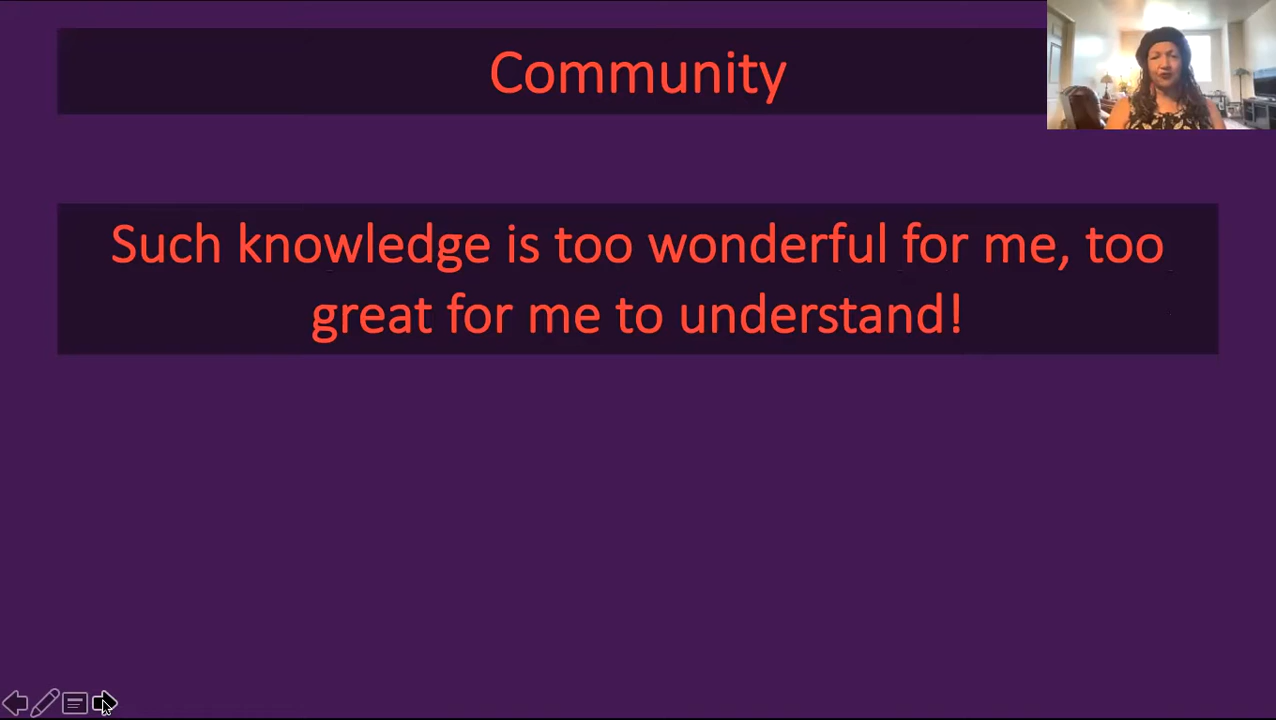 Community
Such knowledge is too wonderful for me, too
great for me to understand!